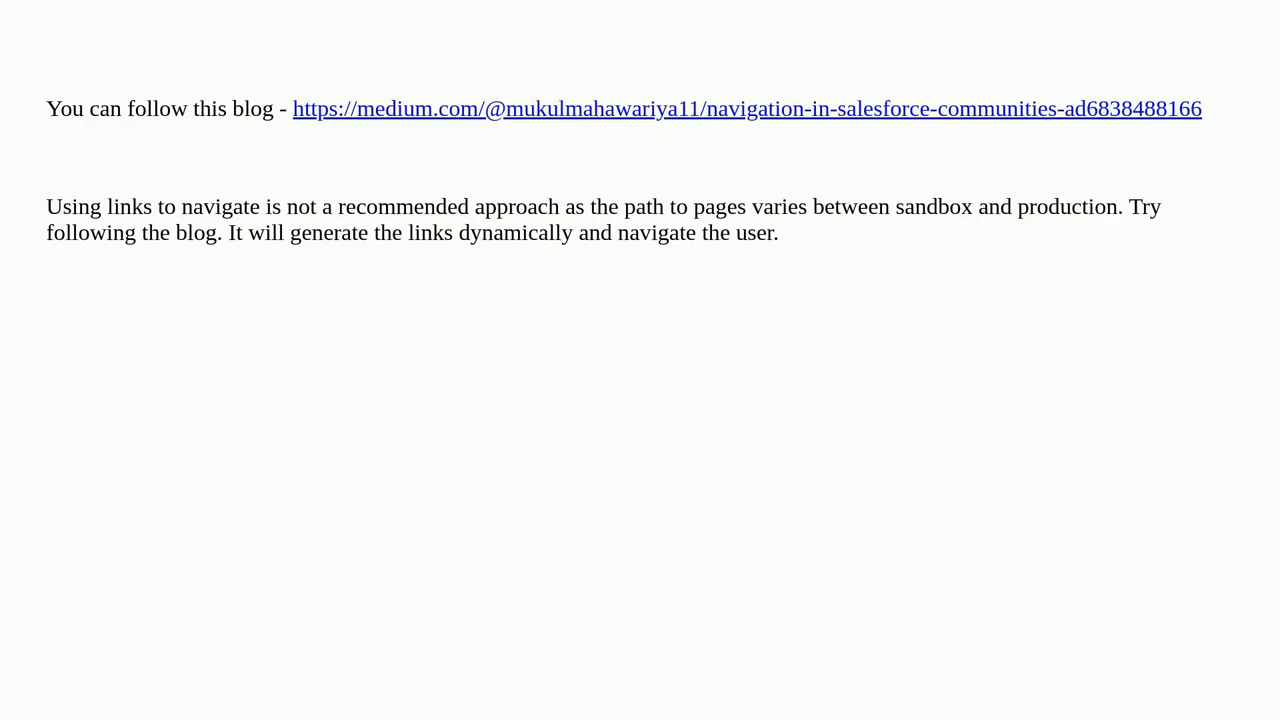 You can follow this blog - https://medium.com/@mukulmahawariya11/navigation-in-salesforce-communities-ad6838488166
Using links to navigate is not a recommended approach as the path to pages varies between sandbox and production. Try
following the blog. It will generate the links dynamically and navigate the user.